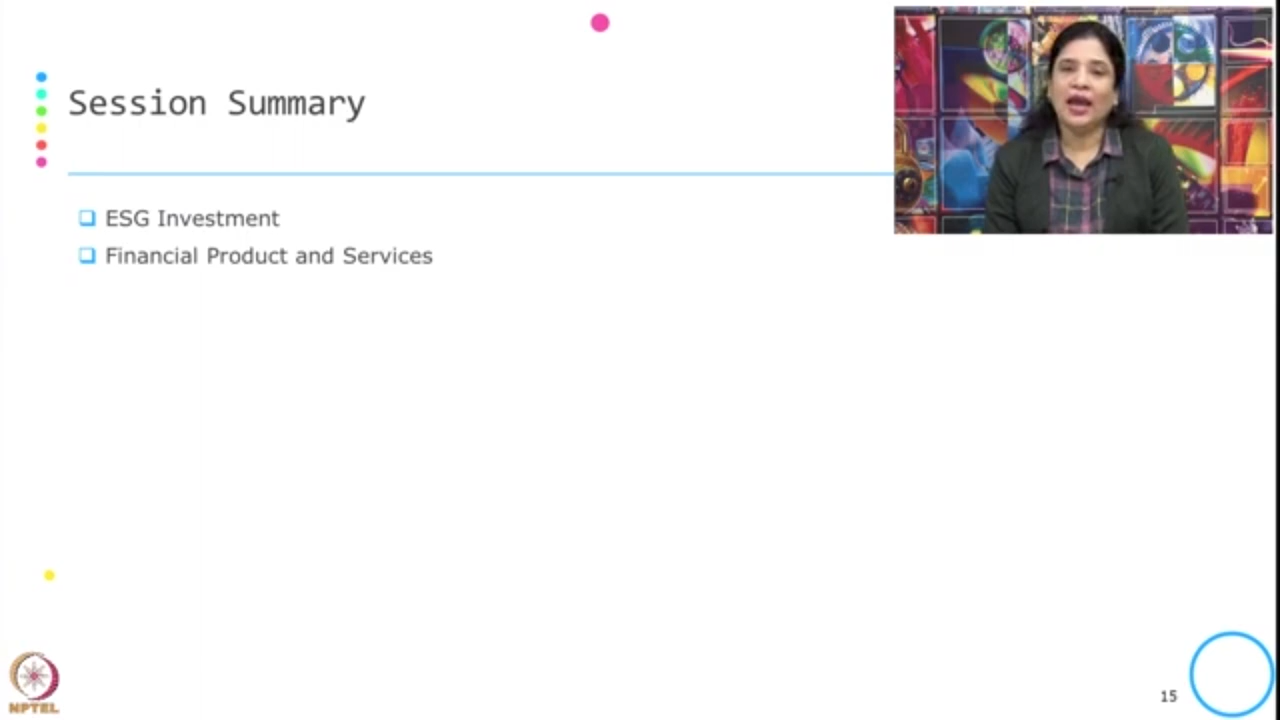 Session Summary
ESG Investment
Financial Product and Services
NPTEL
15